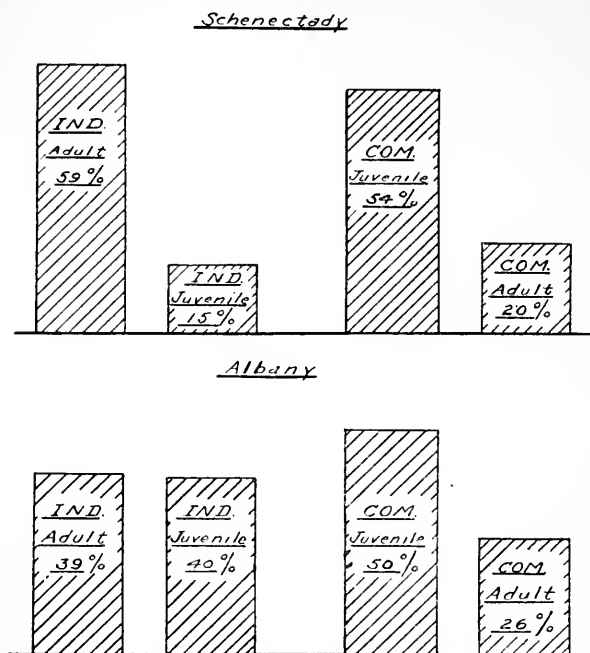 Schenectady
IND.
Adult
59%
IND.
Juvenile
15%
COM.
Juvenile
54%
COM.
Adult
20%
Albany
IND.
Adult
39%
IND.
Juvenile
40%
COM.
Juvenile
50%
COM
Adult
26%